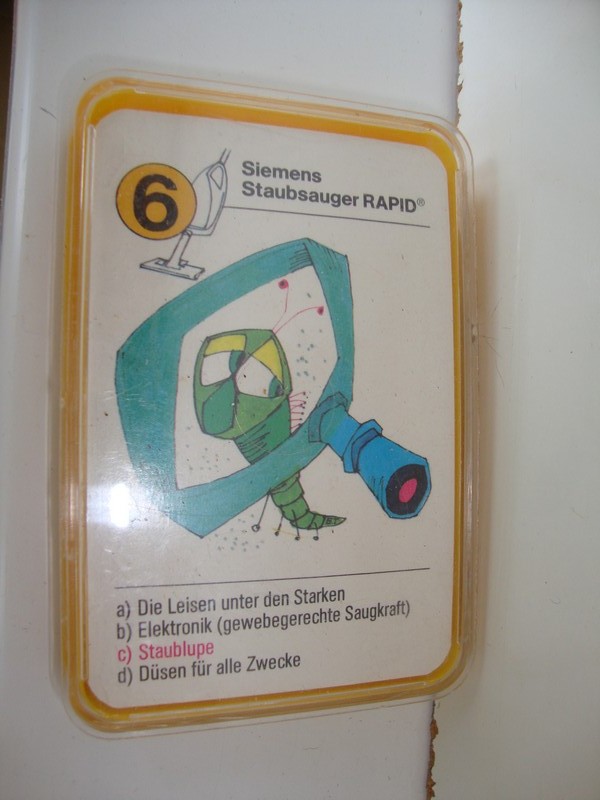 6
Siemens
Staubsauger RAPID®
a) Die Leisen unter den Starken
b) Elektronik (gewebegerechte Saugkraft)
c) Staublupe
d) Düsen für alle Zwecke